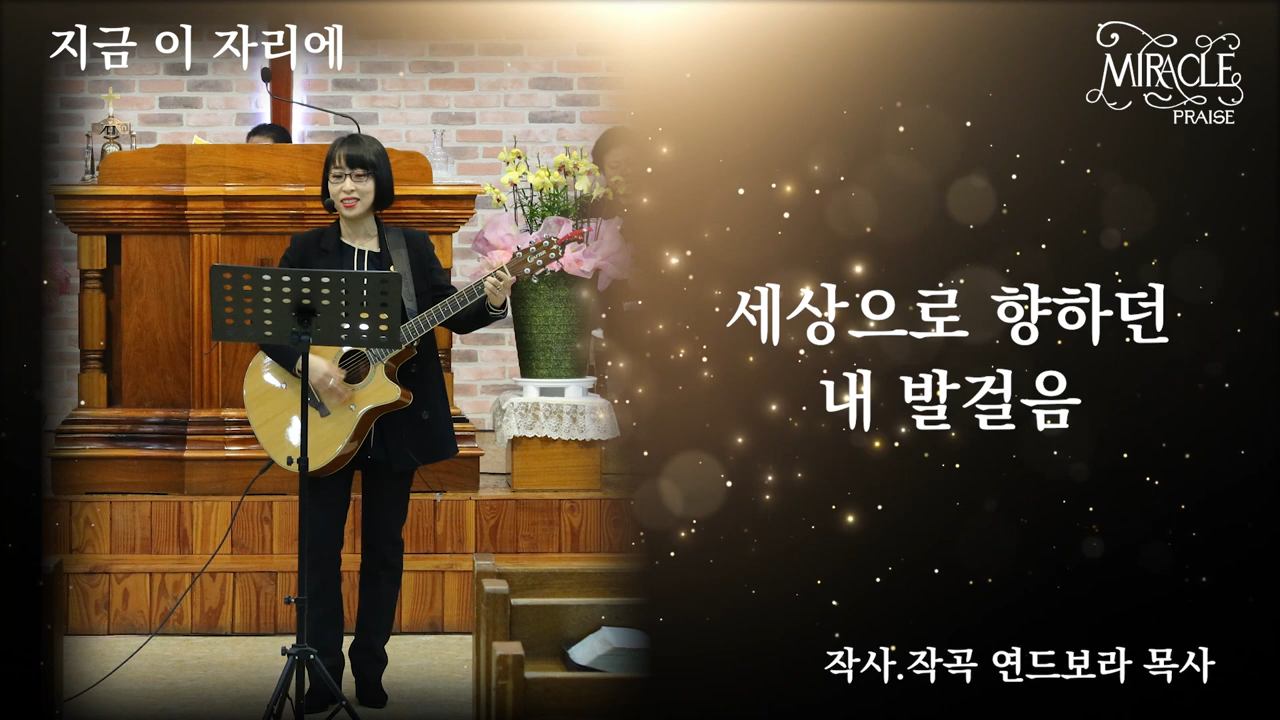 지금 이 자리에
MIRACLE
PRAISE
세상으로 향하던
내 발걸음
작사.작곡 연드보라 목사